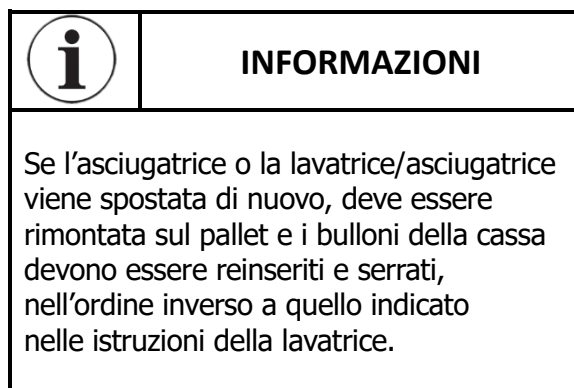 INFORMAZIONI
Se l’asciugatrice o la lavatrice/asciugatrice
viene spostata di nuovo, deve essere
rimontata sul pallet e i bulloni della cassa
devono essere reinseriti e serrati,
nell’ordine inverso a quello indicato
nelle istruzioni della lavatrice.